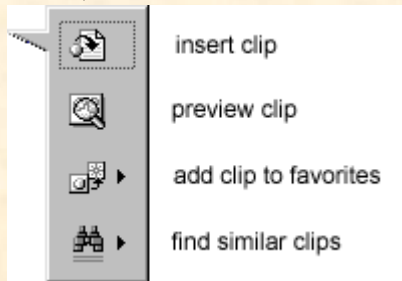 insert clip
preview clip
add clip to favorites
find similar clips